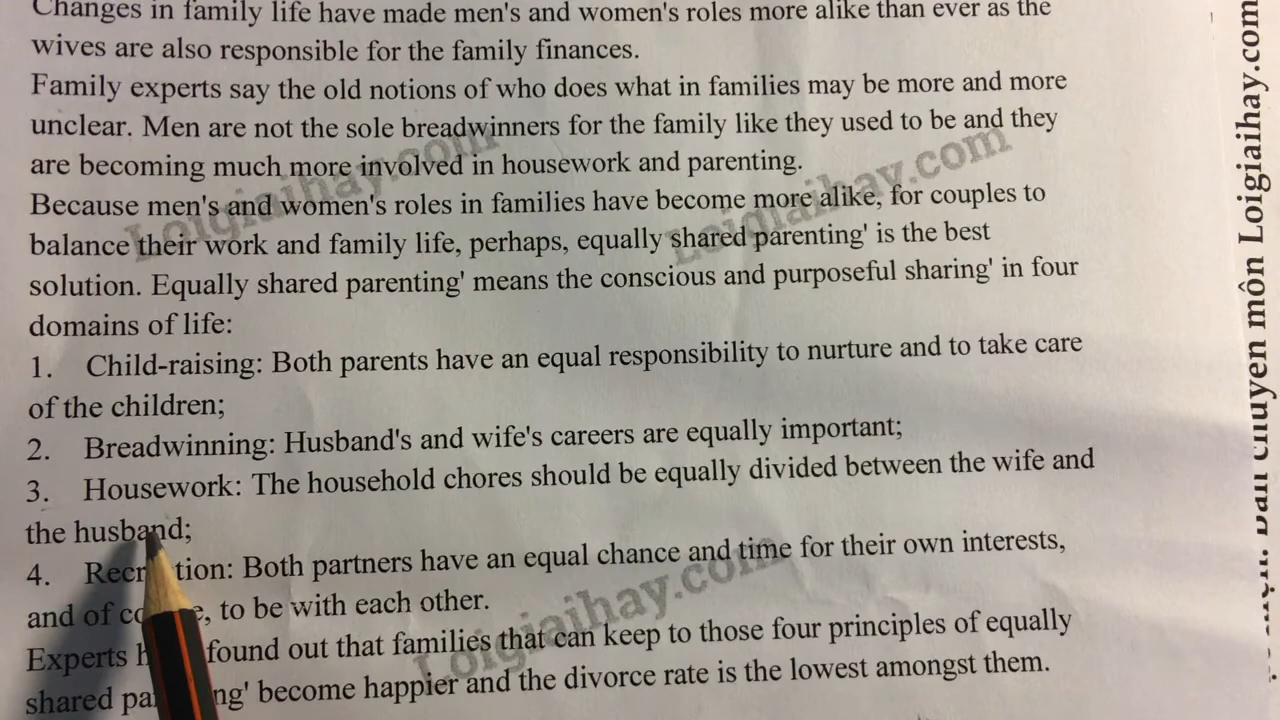 Changes in family life have made men's and women's roles more alike than ever as the
wives are also responsible for the family finances.
Family experts say the old notions of who does what in families may be more and more
unclear. Men are not the sole breadwinners for the family like they used to be and they
are becoming much more involved in housework and parenting.
Because men's and women's roles in families have become more alike, for couples to
balance their work and family life, perhaps, equally shared parenting' is the best
solution. Equally shared parenting' means the conscious and purposeful sharing' in four
domains of life:
1. Child-raising: Both parents have an equal responsibility to nurture and to take care
of the children;
2. Breadwinning: Husband's and wife's careers are equally important;
3. Housework: The household chores should be equally divided between the wife and
the husband;
4. Recr tion: Both partners have an equal chance and time for their own interests,
and of co e, to be with each other.
Experts h found out that families that can keep to those four principles of equally
shared pa ng' become happier and the divorce rate is the lowest amongst them.
Loigiaihay.com
Loigiaihay.com
Loigiaihay.com
chuyên môn Loigiaihay.com